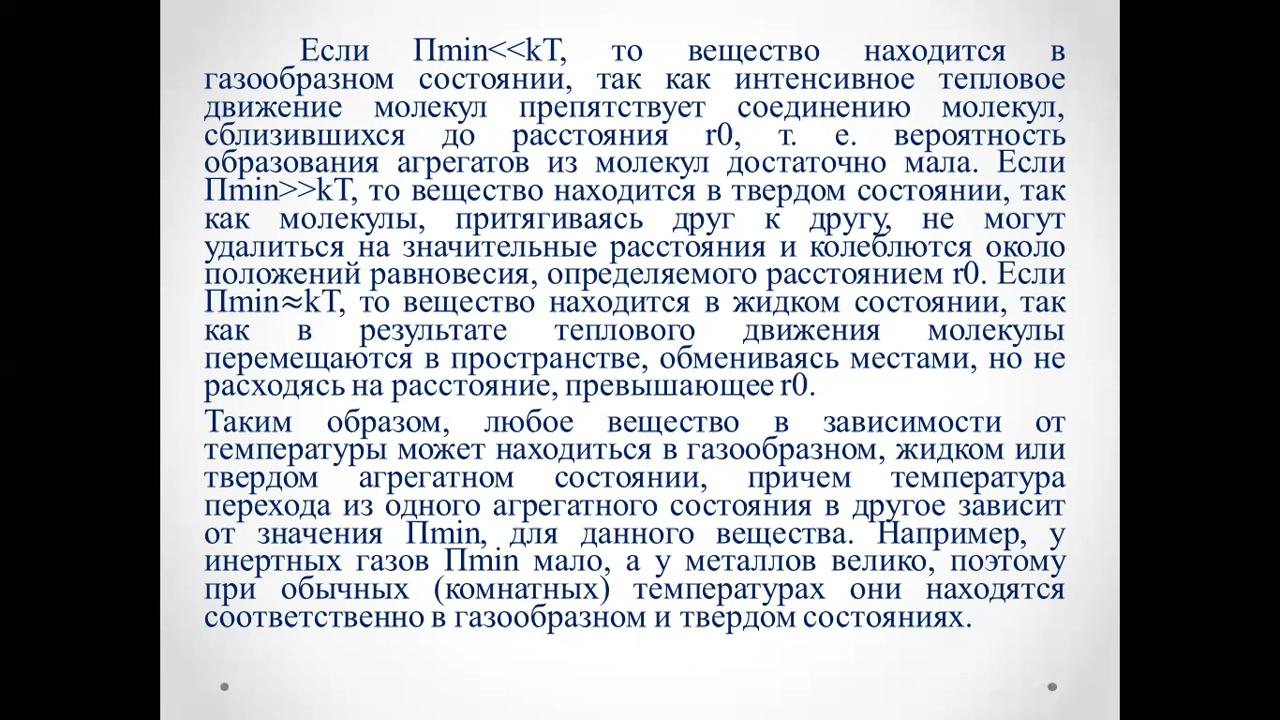 Если Пmin<<kT, то вещество находится в
газообразном состоянии, так как интенсивное тепловое
движение молекул препятствует соединению молекул,
сблизившихся до расстояния r0, т. е. вероятность
образования агрегатов из молекул достаточно мала. Если
Пmin>>kT, то вещество находится в твердом состоянии, так
как молекулы, притягиваясь друг к другу, не могут
удалиться на значительные расстояния и колеблются около
положений равновесия, определяемого расстоянием r0. Если
Пmin≈kT, то вещество находится в жидком состоянии, так
как в результате теплового движения молекулы
перемещаются в пространстве, обмениваясь местами, но не
расходясь на расстояние, превышающее r0.
Таким образом, любое вещество в зависимости от
температуры может находиться в газообразном, жидком или
твердом агрегатном состоянии, причем температура
перехода из одного агрегатного состояния в другое зависит
от значения Пmin, для данного вещества. Например, у
инертных газов Пmin мало, а у металлов велико, поэтому
при обычных (комнатных) температурах они находятся
соответственно в газообразном и твердом состояниях.